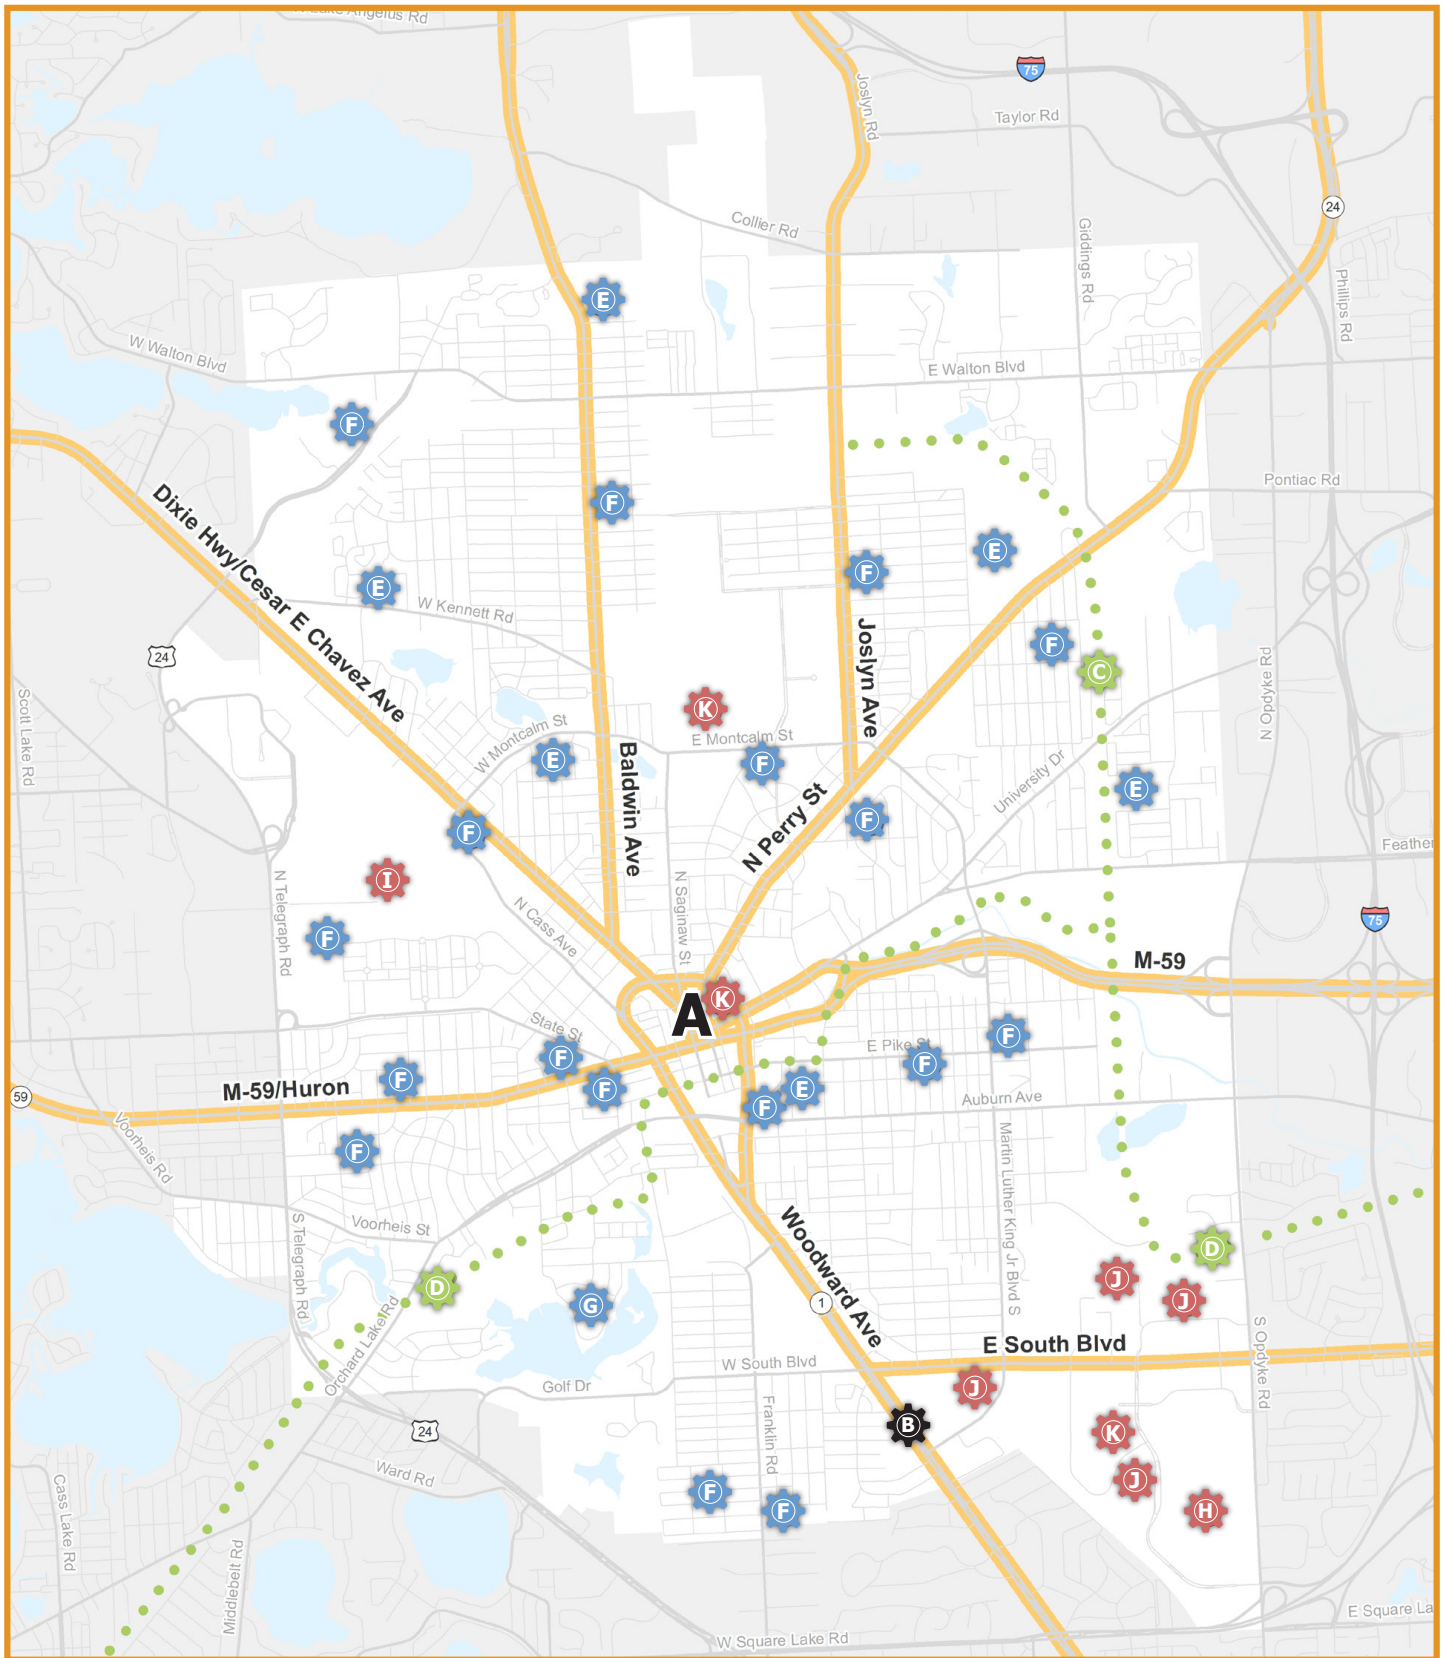 W Lake Angelus Rd
75
Joslyn Rd
Taylor Rd
24
Collier Rd
Giddings Rd
Phillips Rd
E
W Walton Blvd
E Walton Blvd
F
Pontiac Rd
F
Dixie Hwy/Cesar E Chavez Ave
E
F
E
W Kennett Rd
F
24
Joslyn Ave
C
N Opdyke Rd
Scott Lake Rd
K
W Montcalm St
E Montcalm St
E
F
Baldwin Ave
University Dr
E
N Perry St
F
F
Feather
I
N Telegraph Rd
N Saginaw St
N Cass Ave
75
F
M-59
K
A
State St
E Pike St
F
F
F
F
M-59/Huron
F
E
F
59
Auburn Ave
Voorheis Rd
F
Martin Luther King Jr Blvd S
Voorheis St
S Telegraph Rd
Woodward Ave
D
D
J
J
G
1
Orchard Lake Rd
E South Blvd
S Opdyke Rd
W South Blvd
Golf Dr
J
Franklin Rd
B
24
K
Ward Rd
J
Cass Lake Rd
F
F
H
Middlebelt Rd
E Square La
W Square Lake Rd